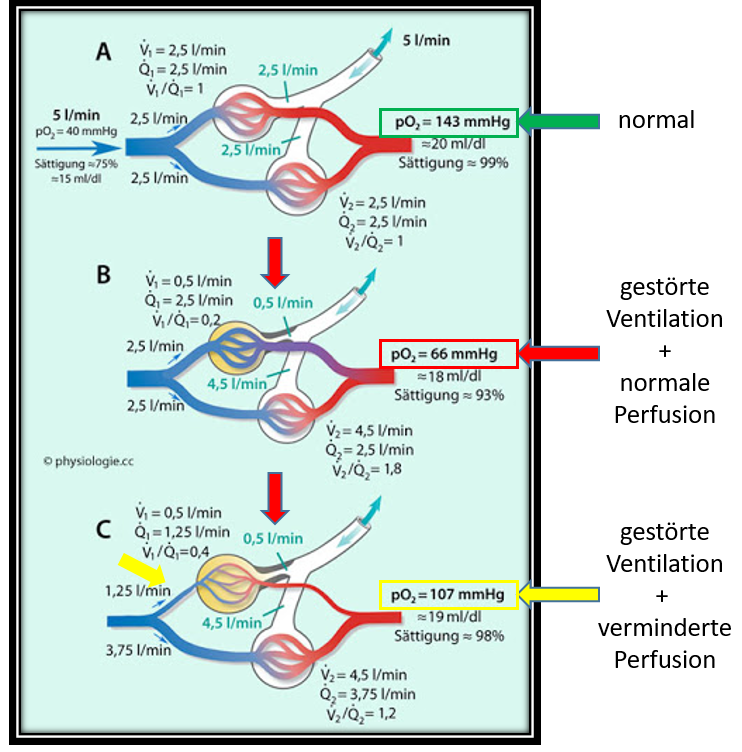 A
V̇₁ = 2,5 l/min
Q̇₁ = 2,5 l/min
V̇₁/Q̇₁= 1
5 l/min
2,5 l/min
5 l/min
pO₂ = 40 mmHg
Sättigung ≈75%
≈15 ml/dl
2,5 l/min
2,5 l/min
2,5 l/min
pO₂ = 143 mmHg
≈20 ml/dl
Sättigung ≈ 99%
normal
V̇₂ = 2,5 l/min
Q̇₂ = 2,5 l/min
V̇₂/Q̇₂ = 1
B
V̇₁ = 0,5 l/min
Q̇₁ = 2,5 l/min
V̇₁/Q̇₁= 0,2
0,5 l/min
2,5 l/min
4,5 l/min
2,5 l/min
pO₂ = 66 mmHg
≈18 ml/dl
Sättigung ≈ 93%
gestörte
Ventilation
+
normale
Perfusion
V̇₂ = 4,5 l/min
Q̇₂ = 2,5 l/min
V̇₂/Q̇₂ = 1,8
© physiologie.cc
C
V̇₁ = 0,5 l/min
Q̇₁ = 1,25 l/min
V̇₁/Q̇₁=0,4
0,5 l/min
1,25 l/min
4,5 l/min
3,75 l/min
pO₂ = 107 mmHg
≈19 ml/dl
Sättigung ≈ 98%
gestörte
Ventilation
+
verminderte
Perfusion
V̇₂ = 4,5 l/min
Q̇₂ = 3,75 l/min
V̇₂/Q̇₂ = 1,2